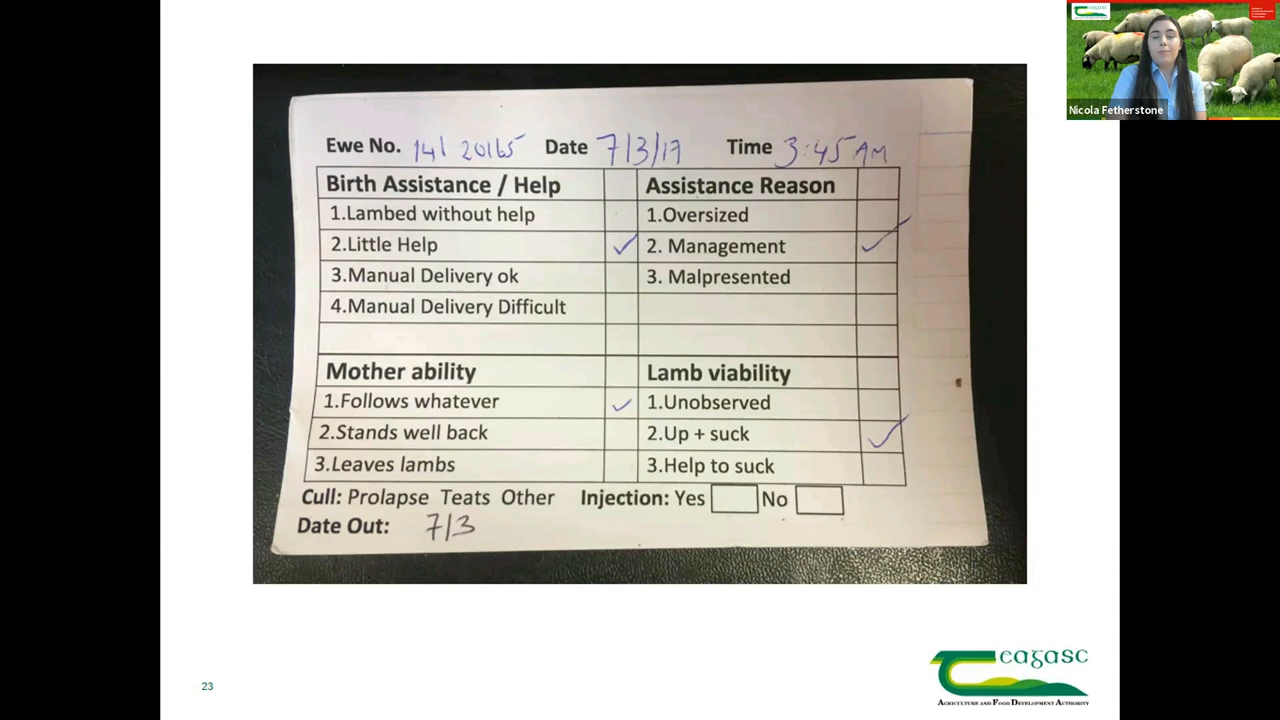 Nicola Fetherstone
Ewe No. 14/ 20165 Date 7/3/17 Time 3:45 AM
Birth Assistance / Help Assistance Reason
1.Lambed without help 1.Oversized
2.Little Help ✓ 2. Management ✓
3.Manual Delivery ok 3. Malpresented
4.Manual Delivery Difficult
Mother ability Lamb viability
1.Follows whatever ✓ 1.Unobserved
2.Stands well back 2.Up + suck ✓
3.Leaves lambs 3.Help to suck
Cull: Prolapse Teats Other Injection: Yes No
Date Out: 7/3
23
eagasc
AGRICULTURE AND FOOD DEVELOPMENT AUTHORITY